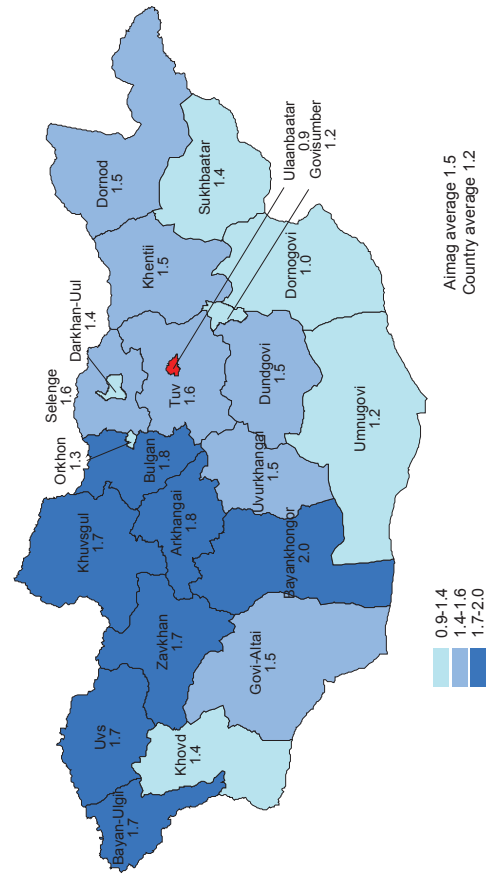 Bayan-Ulgii
1.7
Uvs
1.7
Khovd
1.4
Zavkhan
1.7
Govi-Altai
1.5
Khuvsgul
1.7
Arkhangai
1.8
Bayankhongor
2.0
Orkhon
1.3
Bulgan
1.8
Uvurkhangai
1.5
Selenge
1.6
Darkhan-Uul
1.4
Tuv
1.6
Dundgovi
1.5
Umnugovi
1.2
Khentii
1.5
Dornogovi
1.0
Dornod
1.5
Sukhbaatar
1.4
Ulaanbaatar
0.9
Govisumber
1.2
0.9-1.4
1.4-1.6
1.7-2.0
Aimag average 1.5
Country average 1.2